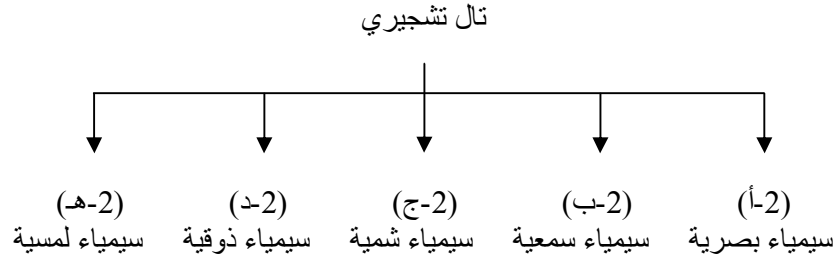 تال تشجيري
(2-أ) (2-ب) (2-ج) (2-د) (2-هـ)
سيمياء بصرية سيمياء سمعية سيمياء شمية سيمياء ذوقية سيمياء لمسية